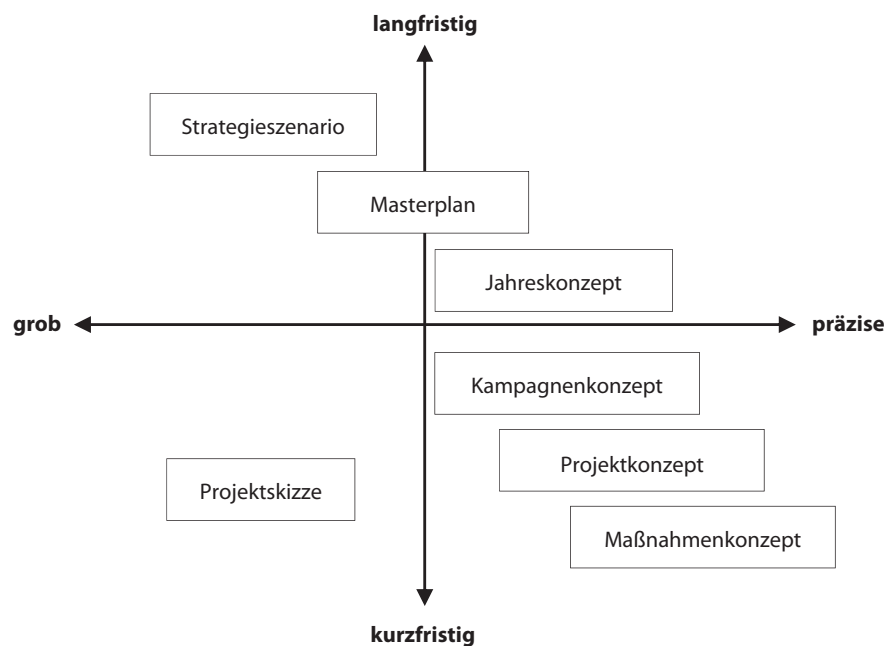 langfristig
Strategieszenario
Masterplan
Jahreskonzept
grob
präzise
Kampagnenkonzept
Projektkonzept
Projektskizze
Maßnahmenkonzept
kurzfristig